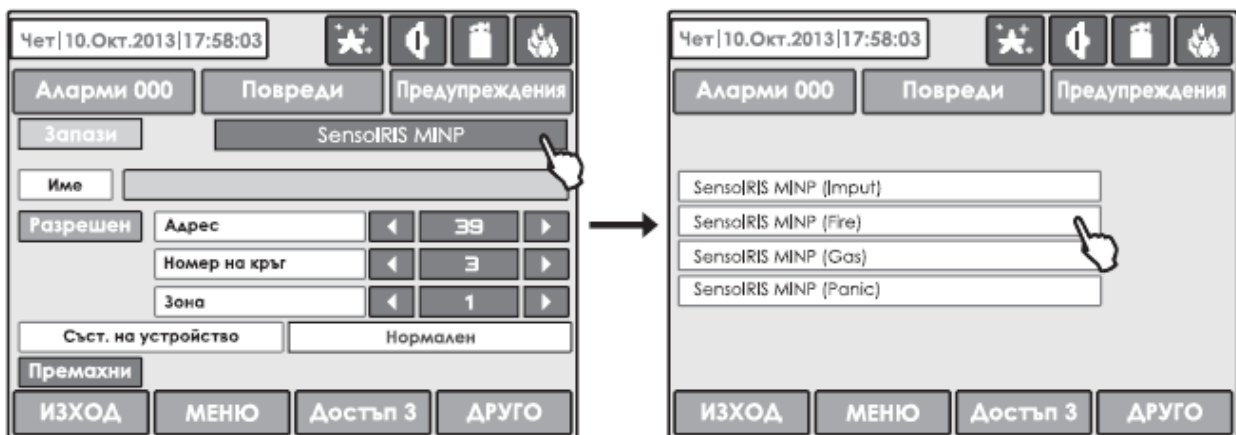 Чет|10.Окт.2013|17:58:03
Аларми 000 Повреди Предупреждения
Запази SensoIRIS MINP
Име
Разрешен Адрес 39
Номер на кръг 3
Зона 1
Със. на устройство Нормален
Премахни
ИЗХОД МЕНЮ Достъп 3 ДРУГО
Чет|10.Окт.2013|17:58:03
Аларми 000 Повреди Предупреждения
SensoIRIS MINP (Imput)
SensoIRIS MINP (Fire)
SensoIRIS MINP (Gas)
SensoIRIS MINP (Panic)
ИЗХОД МЕНЮ Достъп 3 ДРУГО